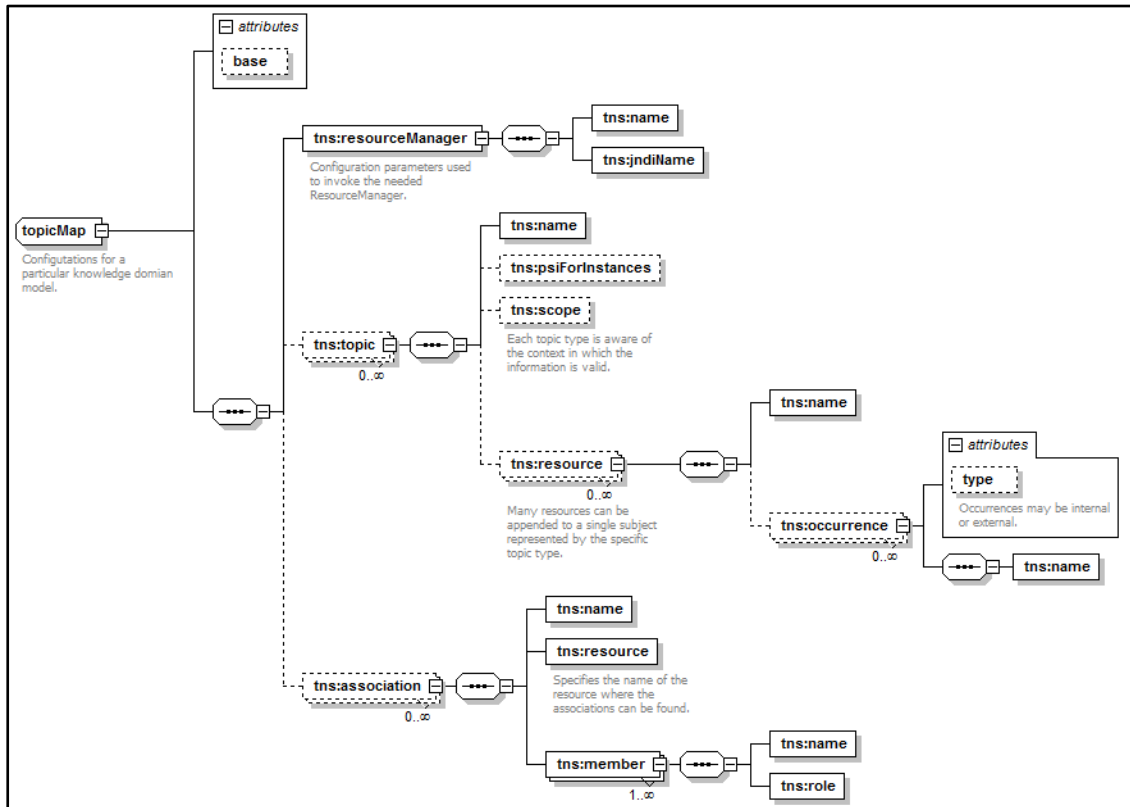 attributes
base
tns:resourceManager
Configuration parameters used
to invoke the needed
ResourceManager.
tns:name
tns:jndiName
topicMap
Configutations for a
particular knowledge domian
model.
tns:topic
0..∞
tns:name
tns:psiForInstances
tns:scope
Each topic type is aware of
the context in which the
information is valid.
tns:resource
0..∞
Many resources can be
appended to a single subject
represented by the specific
topic type.
tns:name
tns:occurrence
0..∞
attributes
type
Occurrences may be internal
or external.
tns:name
tns:association
0..∞
tns:name
tns:resource
Specifies the name of the
resource where the
associations can be found.
tns:member
1..∞
tns:name
tns:role